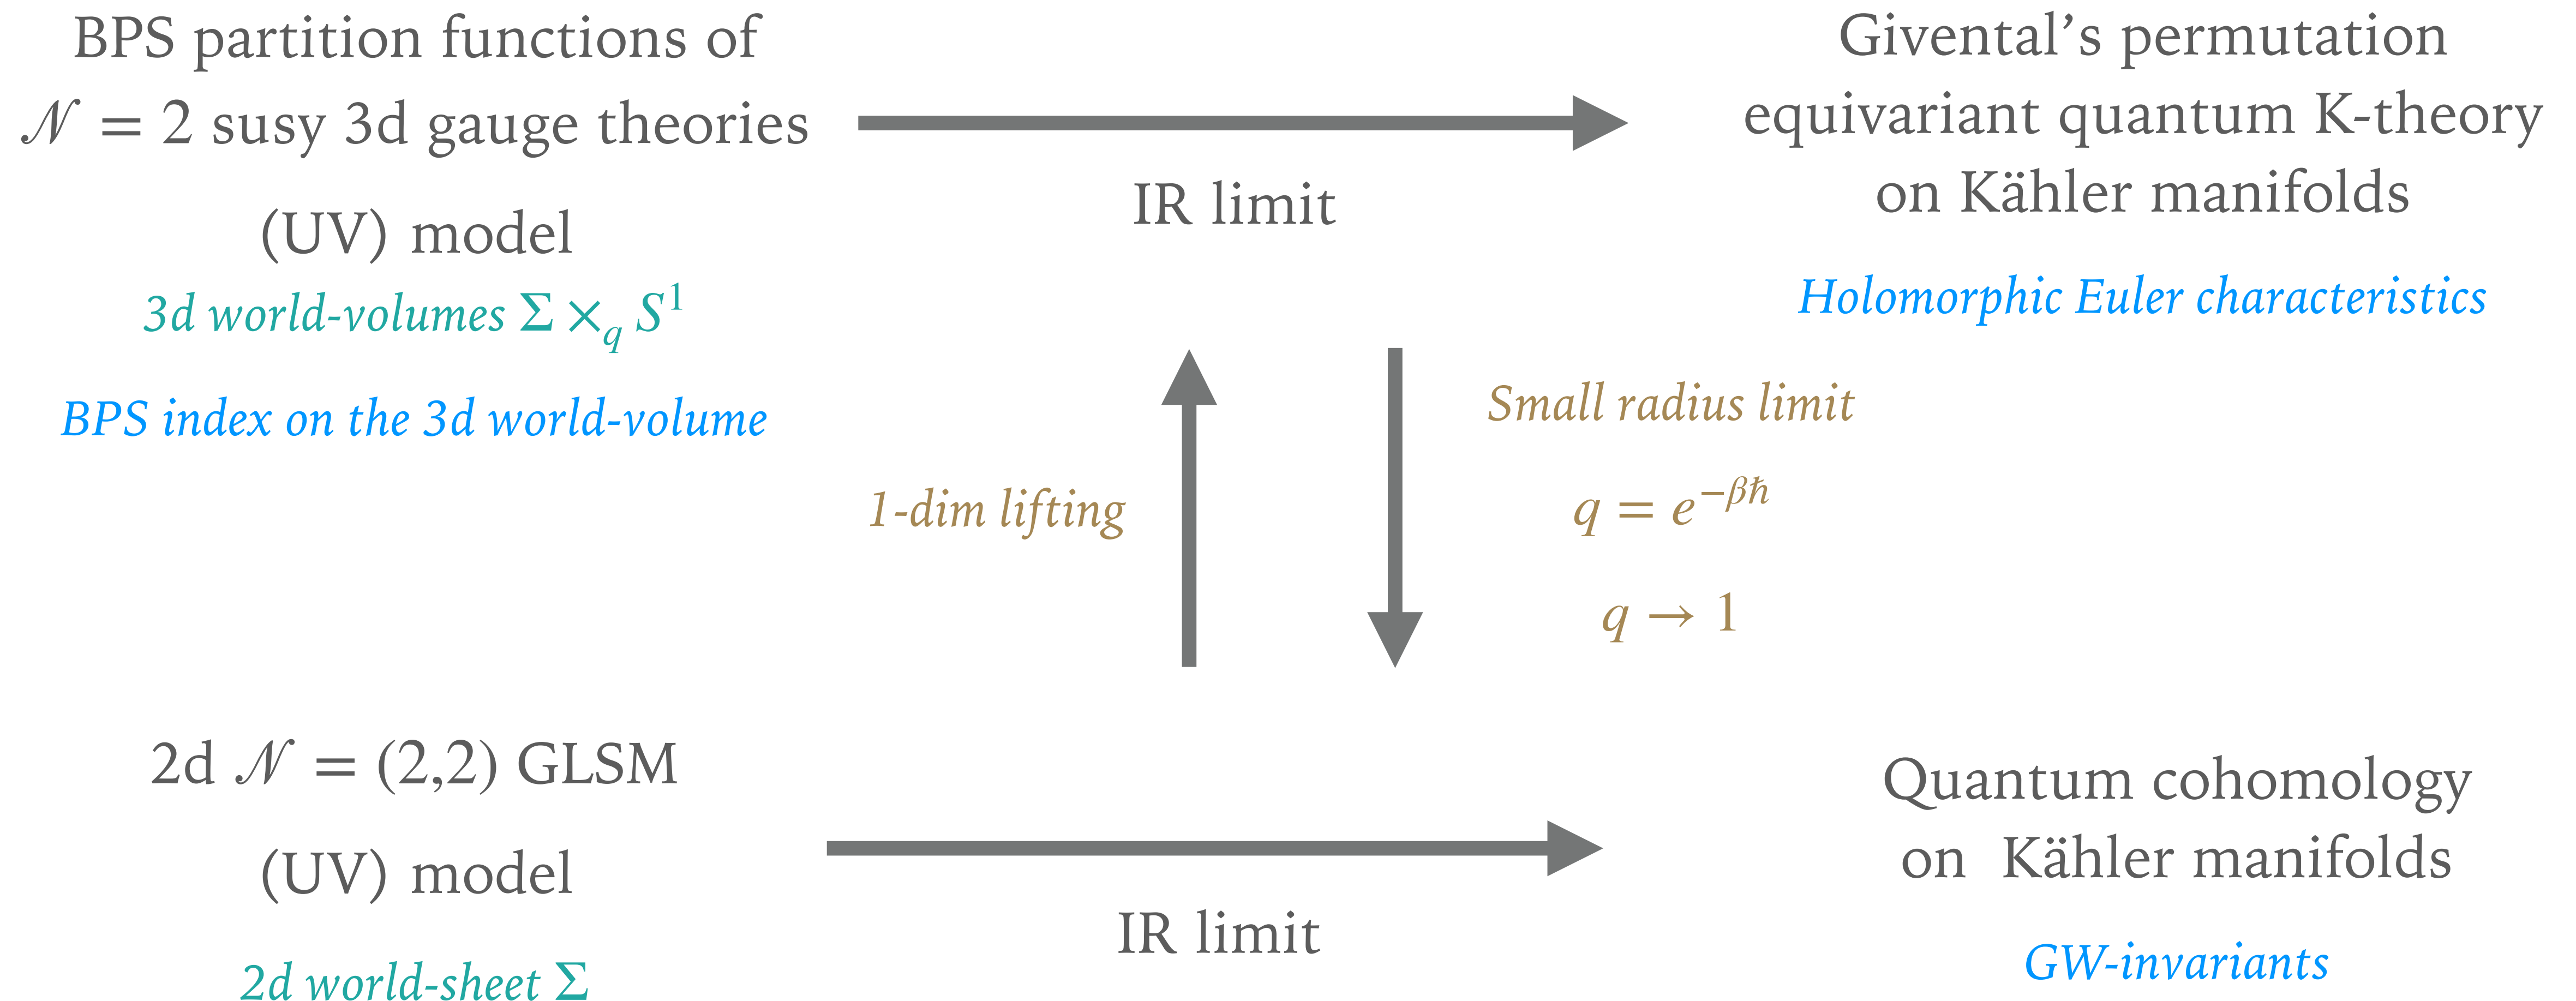 BPS partition functions of
𝒩 = 2 susy 3d gauge theories
(UV) model
3d world-volumes Σ ×_q S¹
BPS index on the 3d world-volume
IR limit
Givental’s permutation
equivariant quantum K-theory
on Kähler manifolds
Holomorphic Euler characteristics
1-dim lifting
Small radius limit
q = e^{−βℏ}
q → 1
2d 𝒩 = (2,2) GLSM
(UV) model
2d world-sheet Σ
IR limit
Quantum cohomology
on Kähler manifolds
GW-invariants